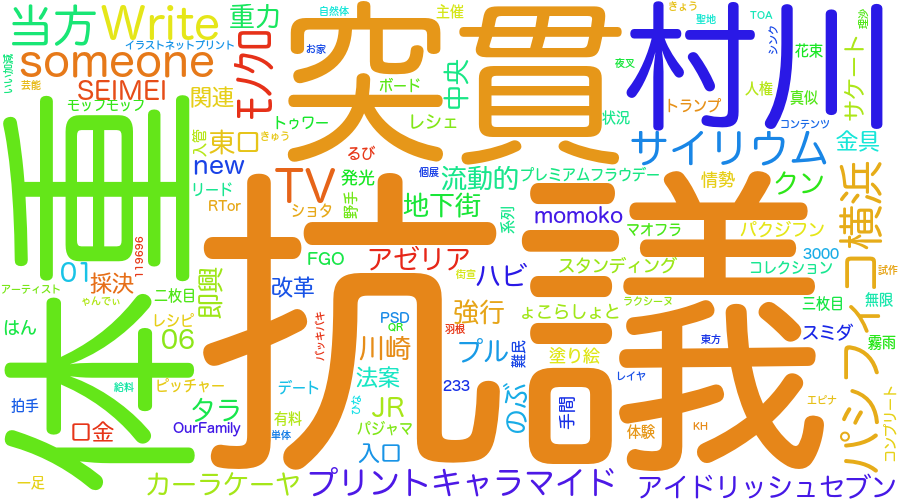 当方
Write
重力
自然体
主催
突貫
きょう
聖地
TOA
村川
シンク
理沙
イラストネットプリント
お家
花束
サケート
いい加減
someone
芸能
SEIMEI
モノクロ
モッフモッフ
関連
ボード
中央
夜叉
トランプ
人権
真似
コンテンツ
トゥワー
レシェ
状況
体重
入管
東口
きゅう
るび
サイリウム
金具
new
TV
発光
個展
流動的
プレミアムフラウデー
情勢
クン
リード
RTor
ショタ
野手
地下街
系列
momoko
マオフラ
パクジフン
横浜
119696
FGO
アゼリア
3000
01
採決
即興
改革
街宣
ハビ
スタンディング
コレクション
試作
アーティスト
ゃんでぃ
二枚目
抗議
ラクシーヌ
三枚目
無限
はん
レシピ
06
バッキバキ
PSD
QR
羽根
強行
ょこらしょと
スミダ
パシフィコ
川崎
プル
難民
塗り絵
東方
霧雨
ピッチャー
給料
デート
法案
233
レイヤ
拍手
タラ
有料
ひな
JR
のぶ
手間
エビナ
コンプリート
口金
OurFamily
単体
パジャマ
体験
KH
入口
一足
カーラケーヤ
プリントキャラマイド
アイドリッシュセブン